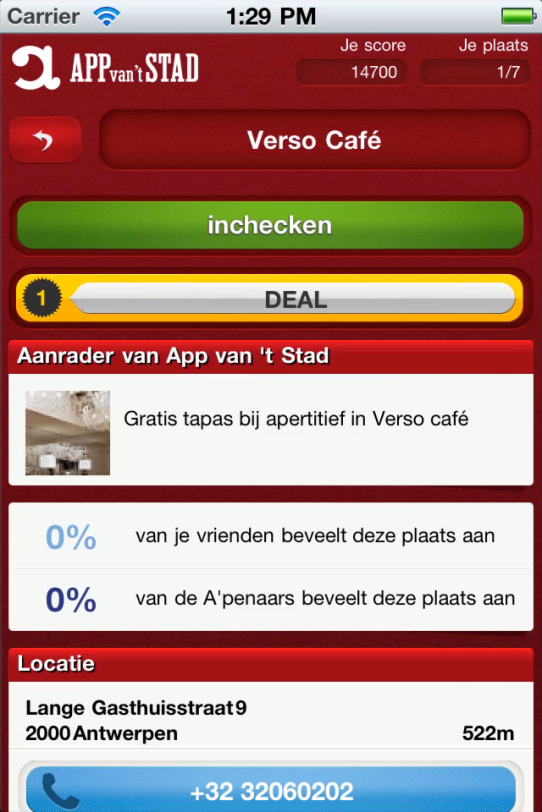 Carrier 1:29 PM
Je score Je plaats
APP van't STAD 14700 1/7
Verso Café
inchecken
1 DEAL
Aanrader van App van 't Stad
Gratis tapas bij apertitief in Verso café
0% van je vrienden beveelt deze plaats aan
0% van de A'penaars beveelt deze plaats aan
Locatie
Lange Gasthuisstraat 9
2000 Antwerpen 522m
+32 32060202